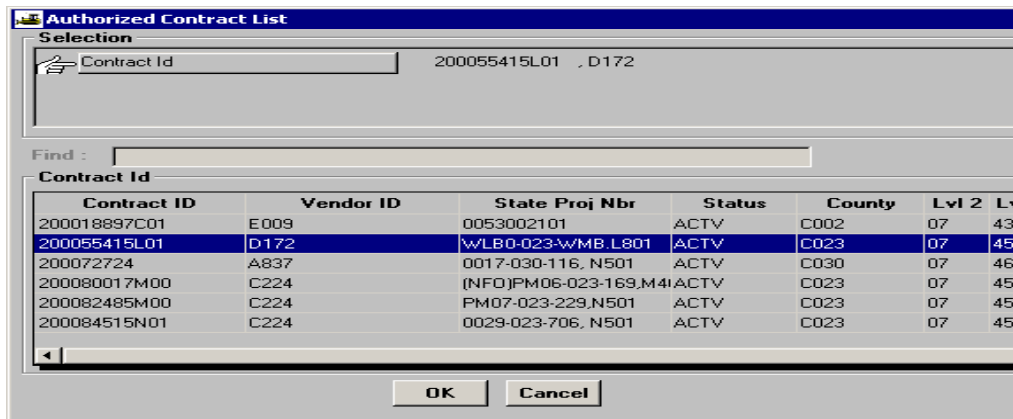 Authorized Contract List
Selection
Contract Id 200055415L01 , D172
Find :
Contract Id
Contract ID Vendor ID State Proj Nbr Status County Lvl 2 Lv
200018897C01 E009 0053002101 ACTV C002 07 43
200055415L01 D172 WLB0-023-WMB.L801 ACTV C023 07 45
200072724 A837 0017-030-116, N501 ACTV C030 07 46
200080017M00 C224 (NFO)PM06-023-169,M4 ACTV C023 07 45
200082485M00 C224 PM07-023-229,N501 ACTV C023 07 45
200084515N01 C224 0029-023-706, N501 ACTV C023 07 45
OK Cancel